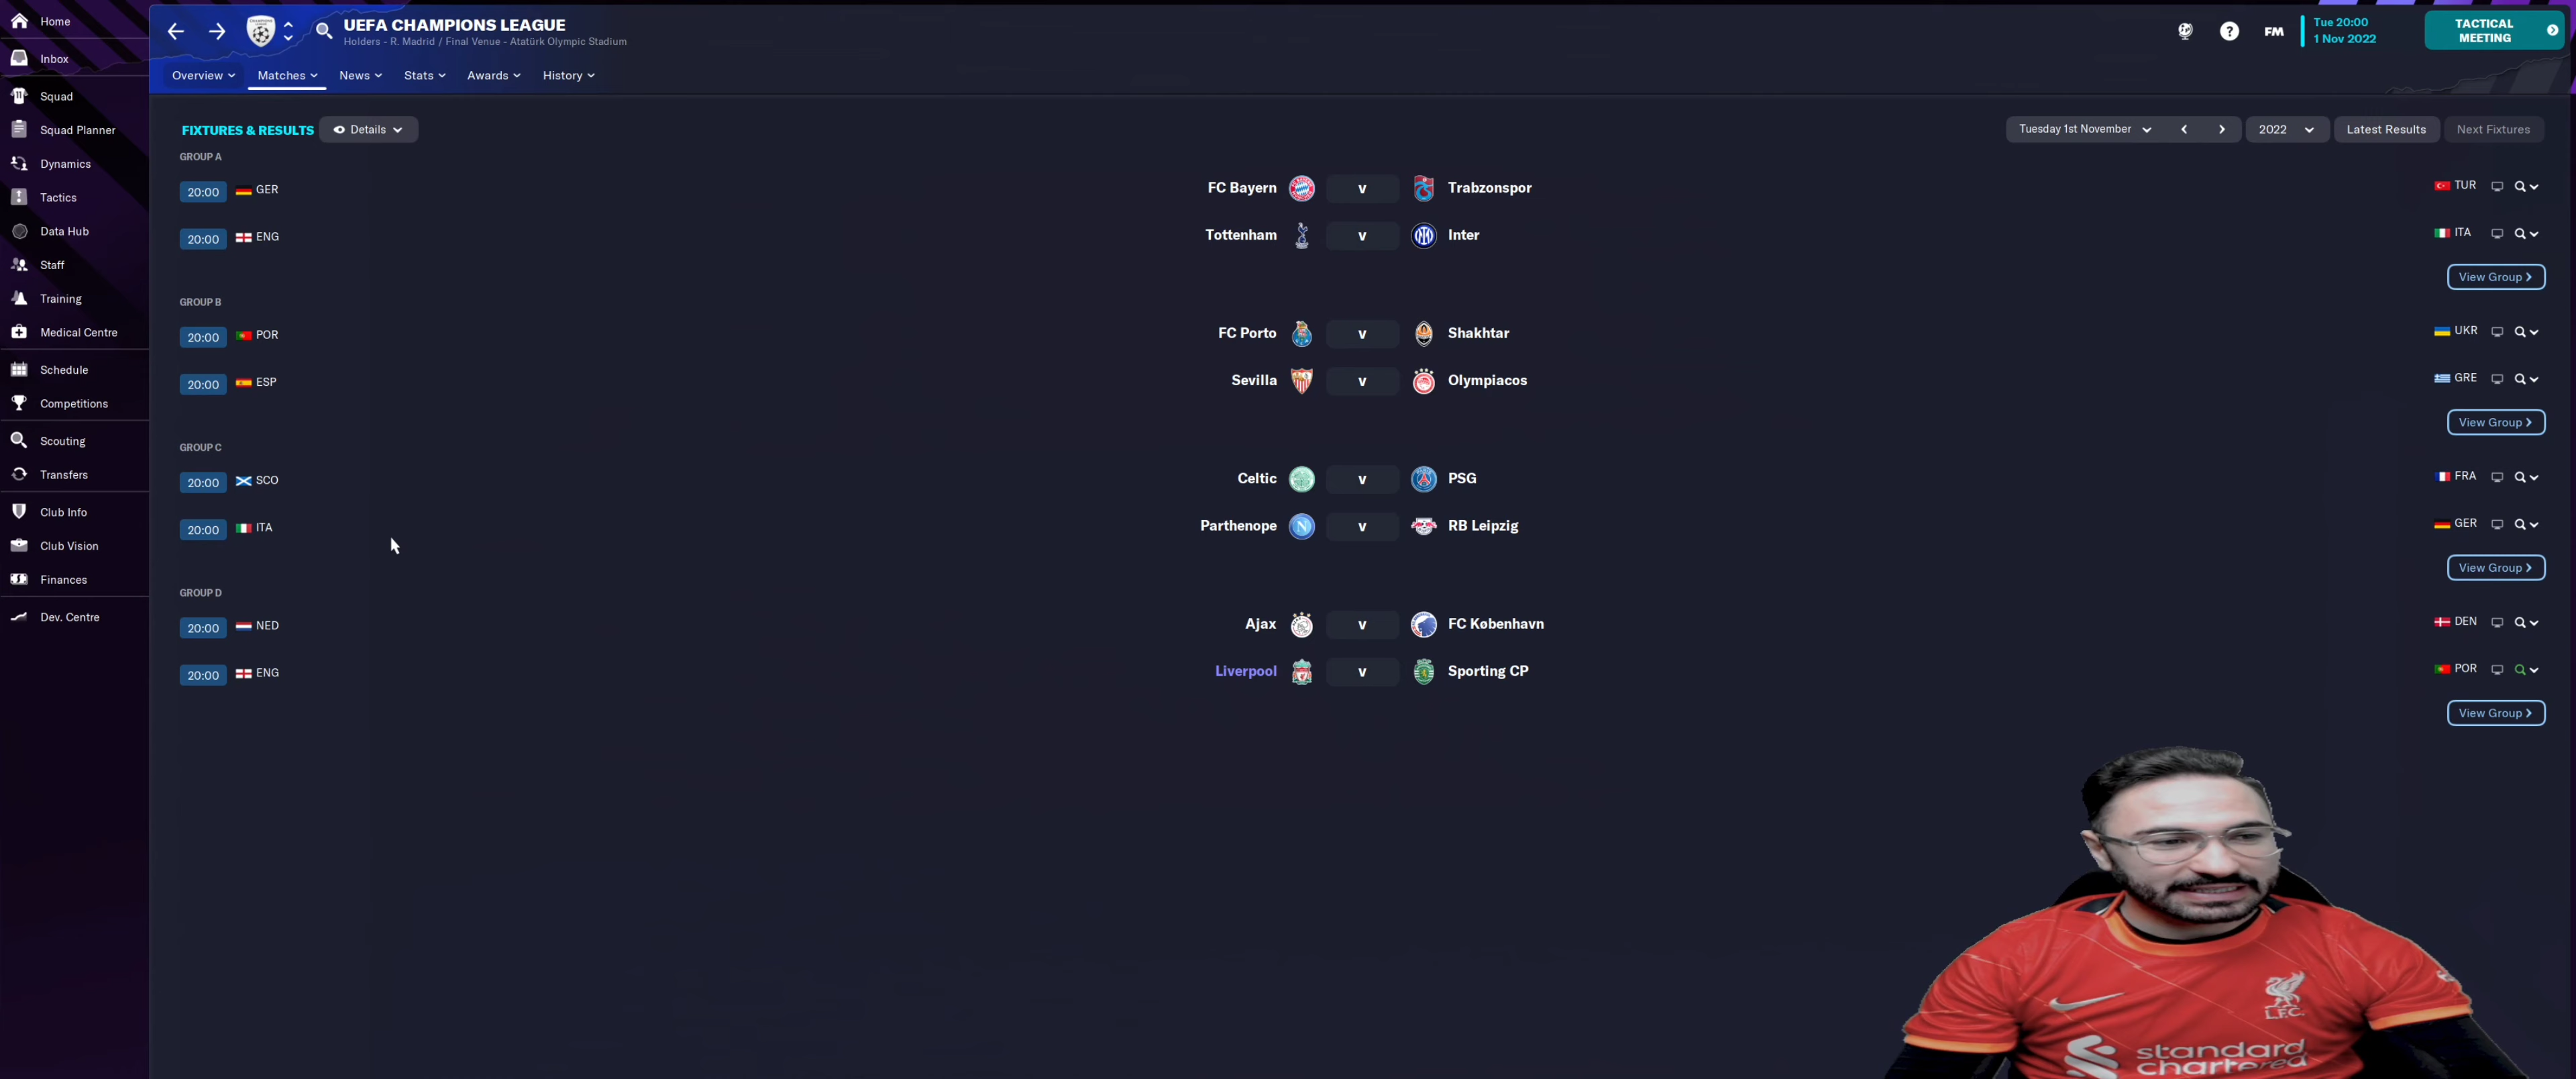 Home
Inbox
Squad
Squad Planner
Dynamics
Tactics
Data Hub
Staff
Training
Medical Centre
Schedule
Competitions
Scouting
Transfers
Club Info
Club Vision
Finances
Dev. Centre
UEFA CHAMPIONS LEAGUE
Holders - R. Madrid / Final Venue - Atatürk Olympic Stadium
FM
Tue 20:00
1 Nov 2022
TACTICAL
MEETING
Overview Matches News Stats Awards History
FIXTURES & RESULTS Details Tuesday 1st November 2022 Latest Results Next Fixtures
GROUP A
20:00 GER FC Bayern v Trabzonspor TUR
20:00 ENG Tottenham v Inter ITA
View Group
GROUP B
20:00 POR FC Porto v Shakhtar UKR
20:00 ESP Sevilla v Olympiacos GRE
View Group
GROUP C
20:00 SCO Celtic v PSG FRA
20:00 ITA Parthenope v RB Leipzig GER
View Group
GROUP D
20:00 NED Ajax v FC København DEN
20:00 ENG Liverpool v Sporting CP POR
View Group
L.F.C.
standard
chartered